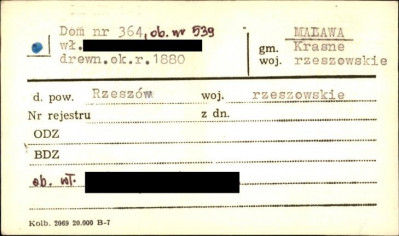 Dom nr 364, ob. nr 539
wł.
drewn.ok.r.1880
MALAWA
gm. Krasne
woj. rzeszowskie
d. pow. Rzeszów woj. rzeszowskie
Nr rejestru z dn.
ODZ
BDZ
ob. wł.
Kolb. 2069 20.000 B-7